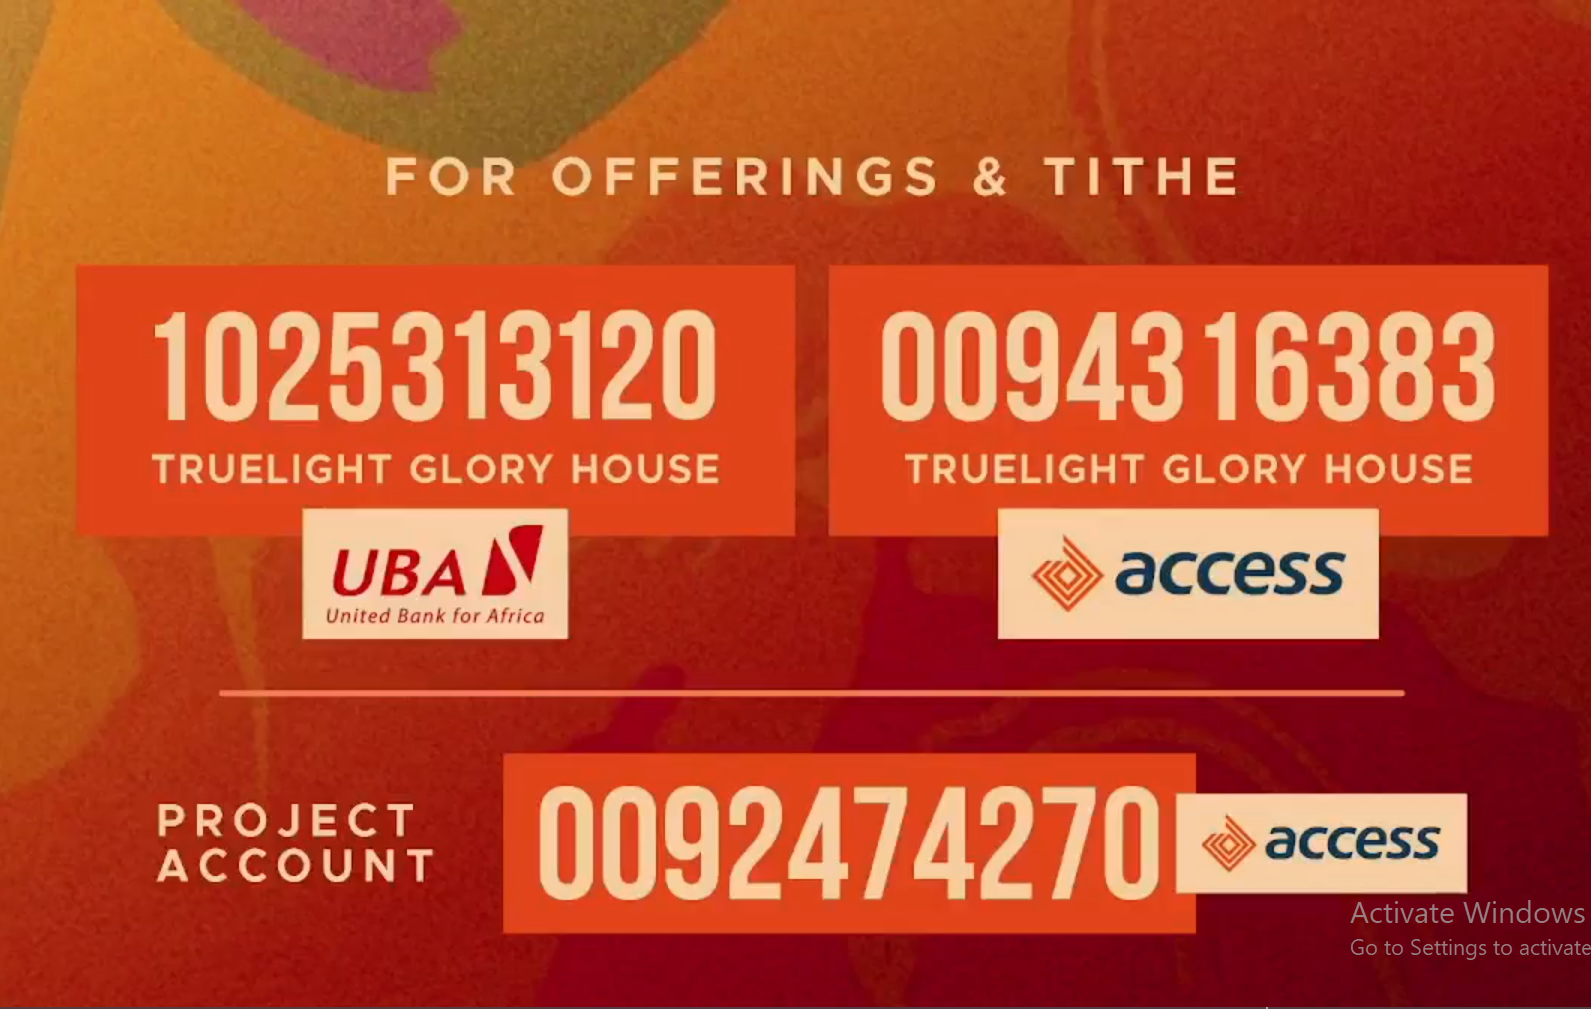 FOR OFFERINGS & TITHE
1025313120
TRUELIGHT GLORY HOUSE
UBA
United Bank for Africa
0094316383
TRUELIGHT GLORY HOUSE
access
PROJECT
ACCOUNT
0092474270
access
Activate Windows
Go to Settings to activate